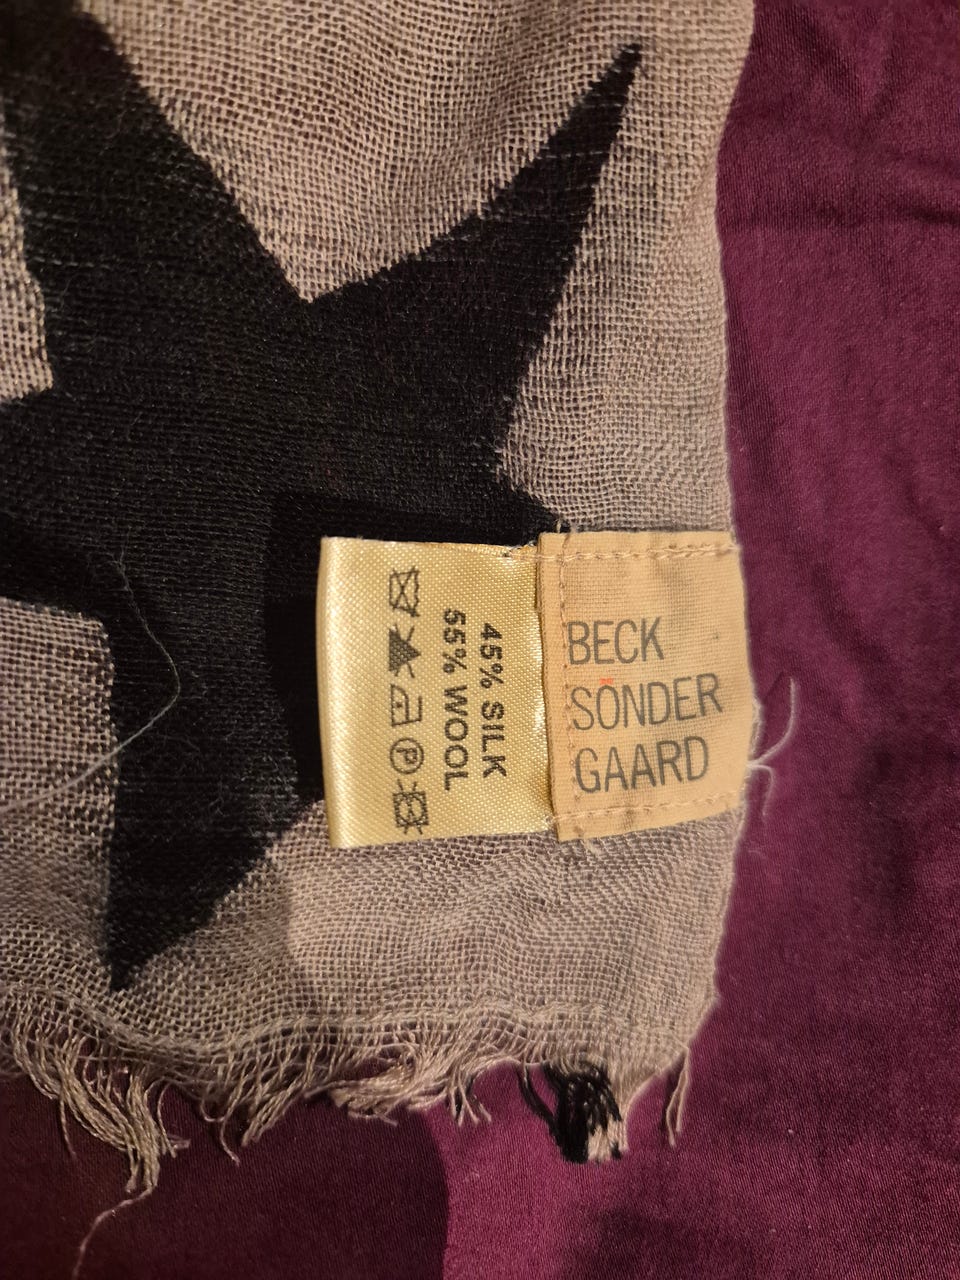 BECK
SÖNDER
GAARD
45% SILK
55% WOOL
P